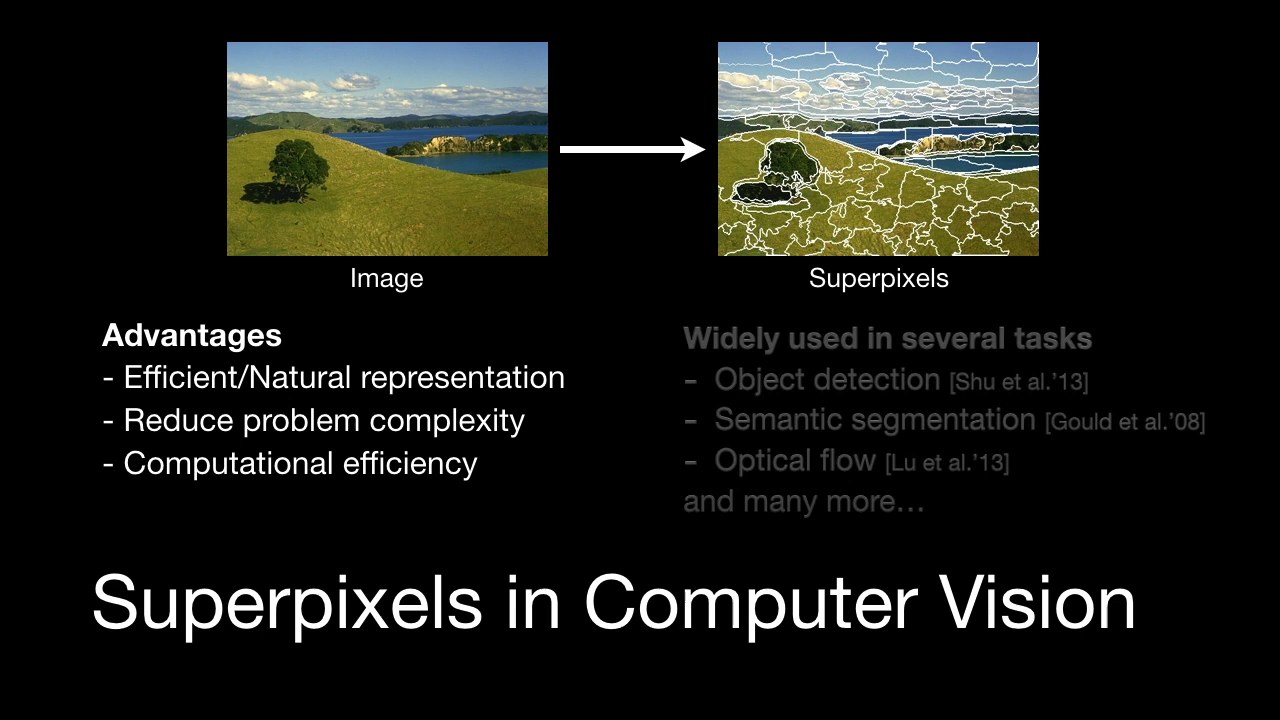 Image
Superpixels
Advantages
- Efficient/Natural representation
- Reduce problem complexity
- Computational efficiency
Widely used in several tasks
- Object detection [Shu et al.’13]
- Semantic segmentation [Gould et al.’08]
- Optical flow [Lu et al.’13]
and many more…
Superpixels in Computer Vision